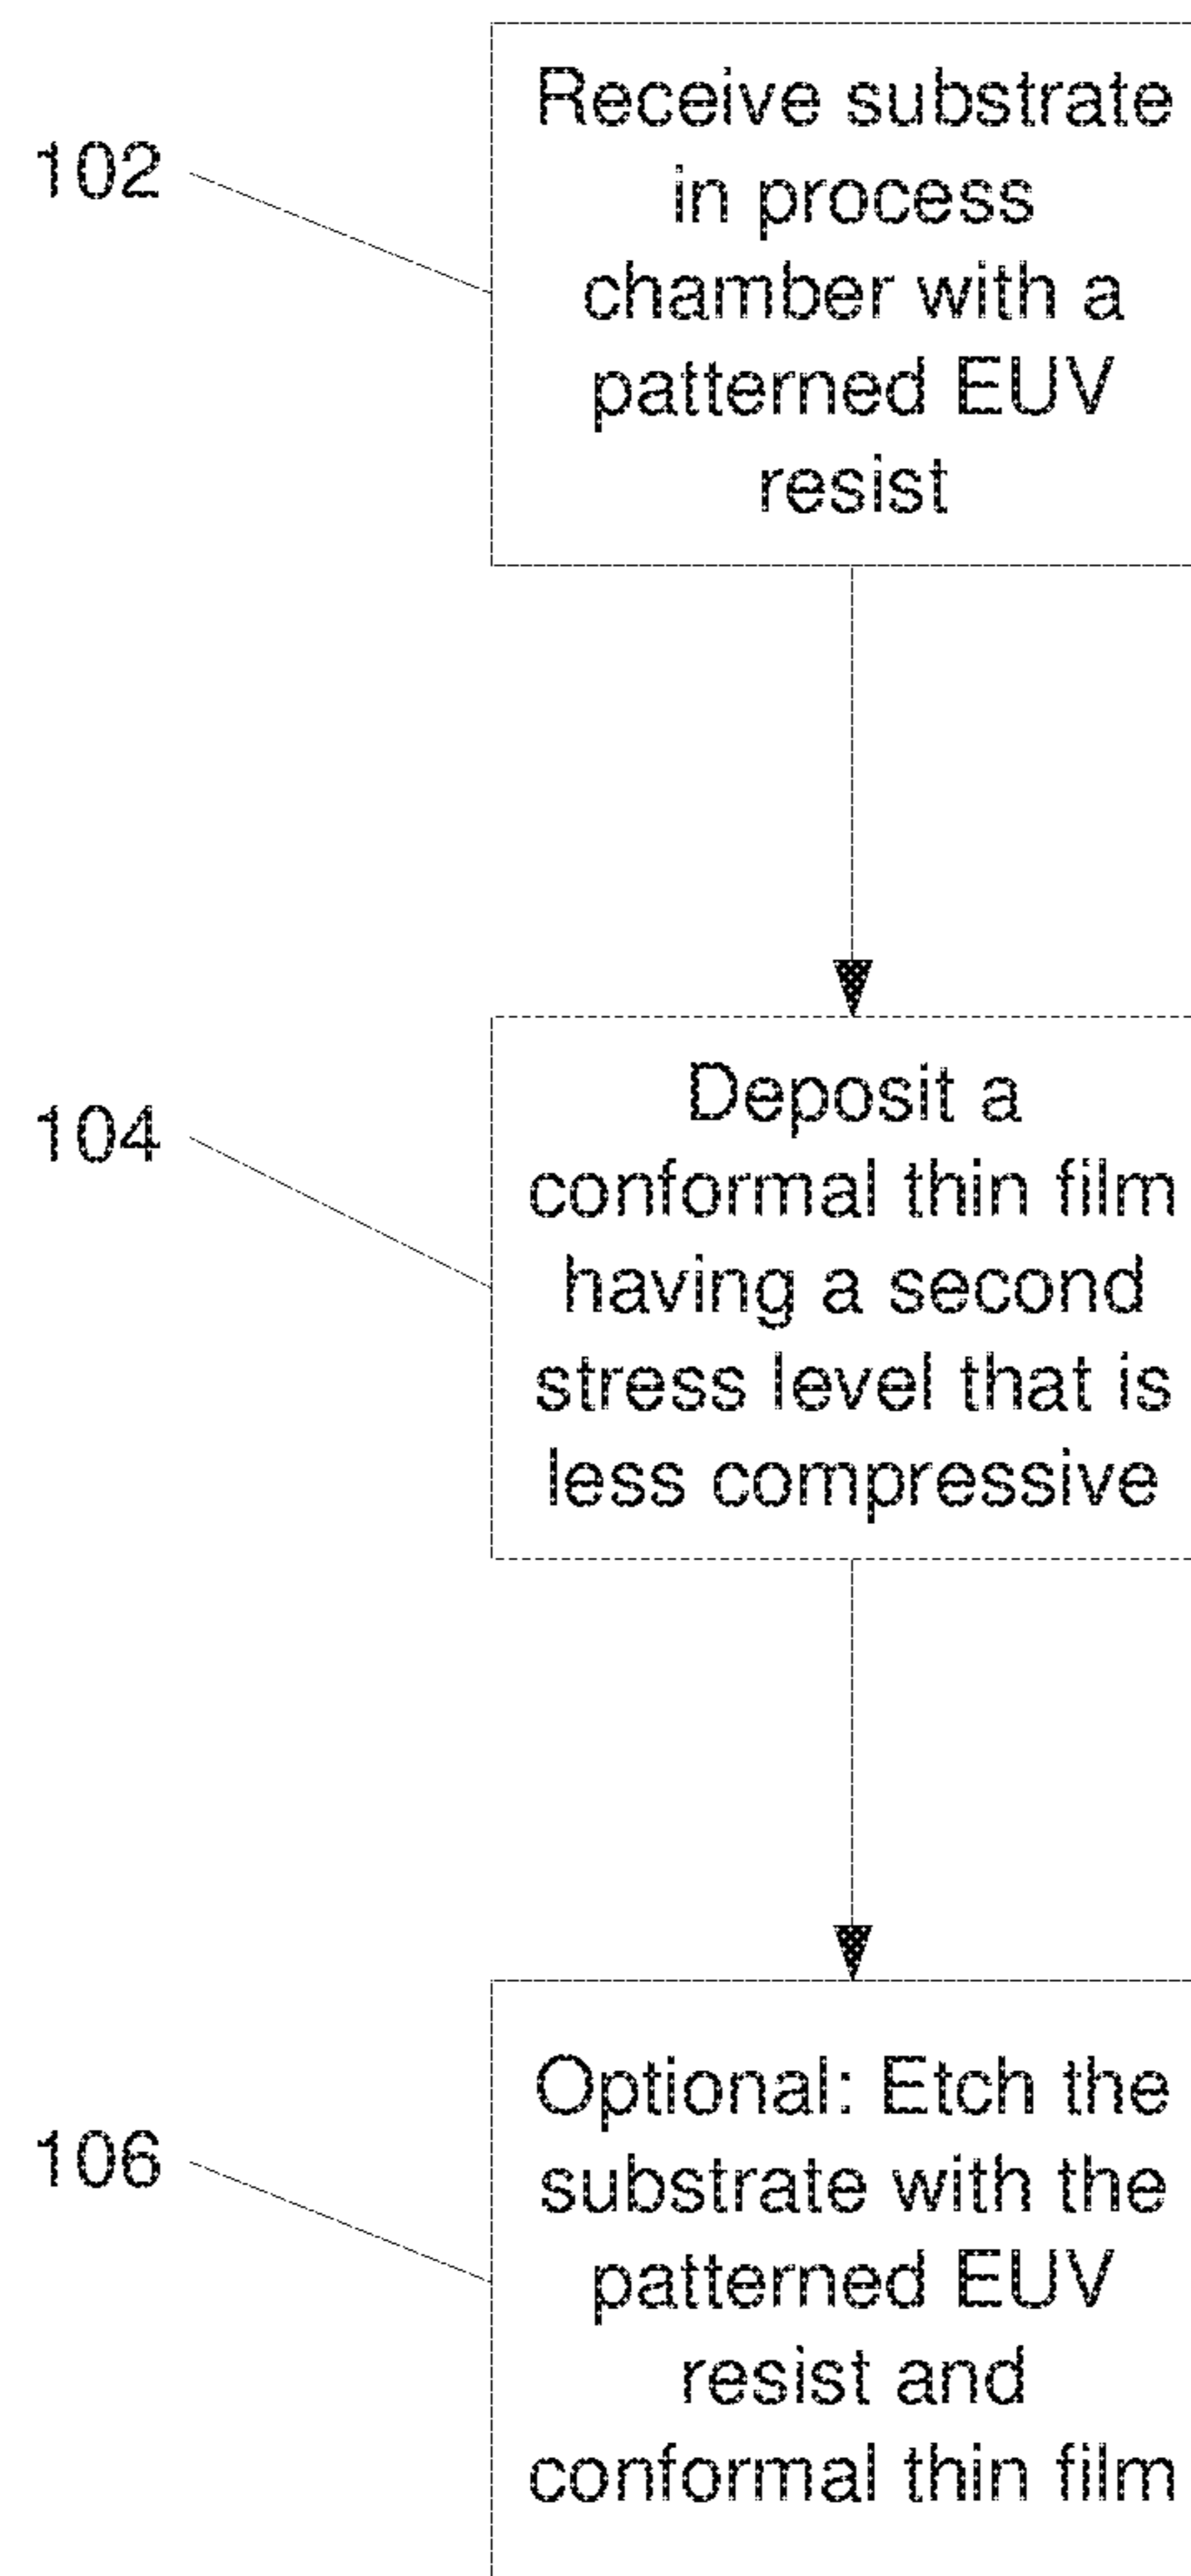 102
Receive substrate
in process
chamber with a
patterned EUV
resist
104
Deposit a
conformal thin film
having a second
stress level that is
less compressive
106
Optional: Etch the
substrate with the
patterned EUV
resist and
conformal thin film